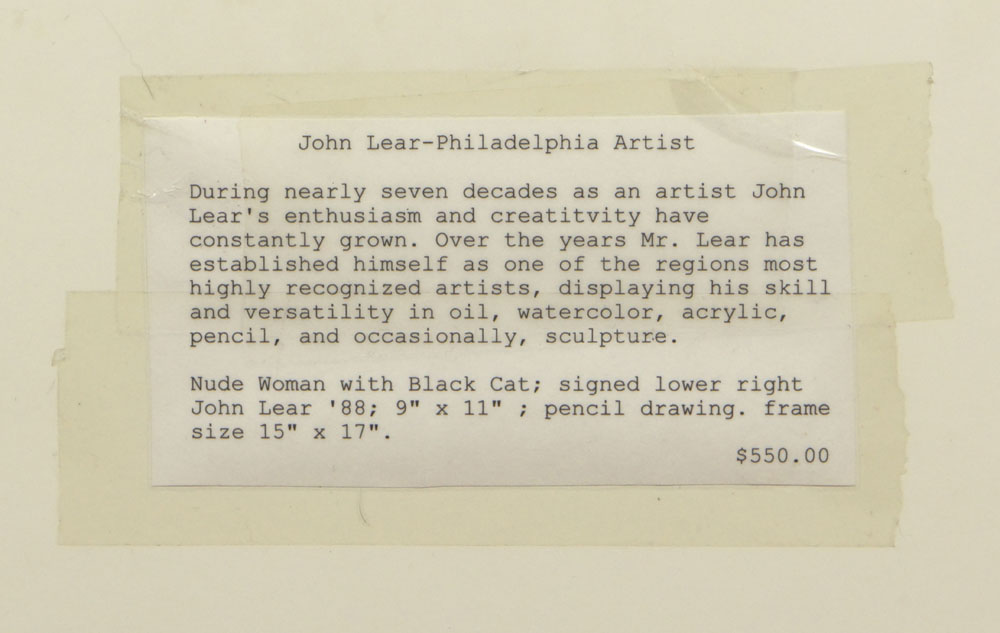 John Lear-Philadelphia Artist
During nearly seven decades as an artist John
Lear's enthusiasm and creatitvity have
constantly grown. Over the years Mr. Lear has
established himself as one of the regions most
highly recognized artists, displaying his skill
and versatility in oil, watercolor, acrylic,
pencil, and occasionally, sculpture.
Nude Woman with Black Cat; signed lower right
John Lear '88; 9" x 11" ; pencil drawing. frame
size 15" x 17".
$550.00